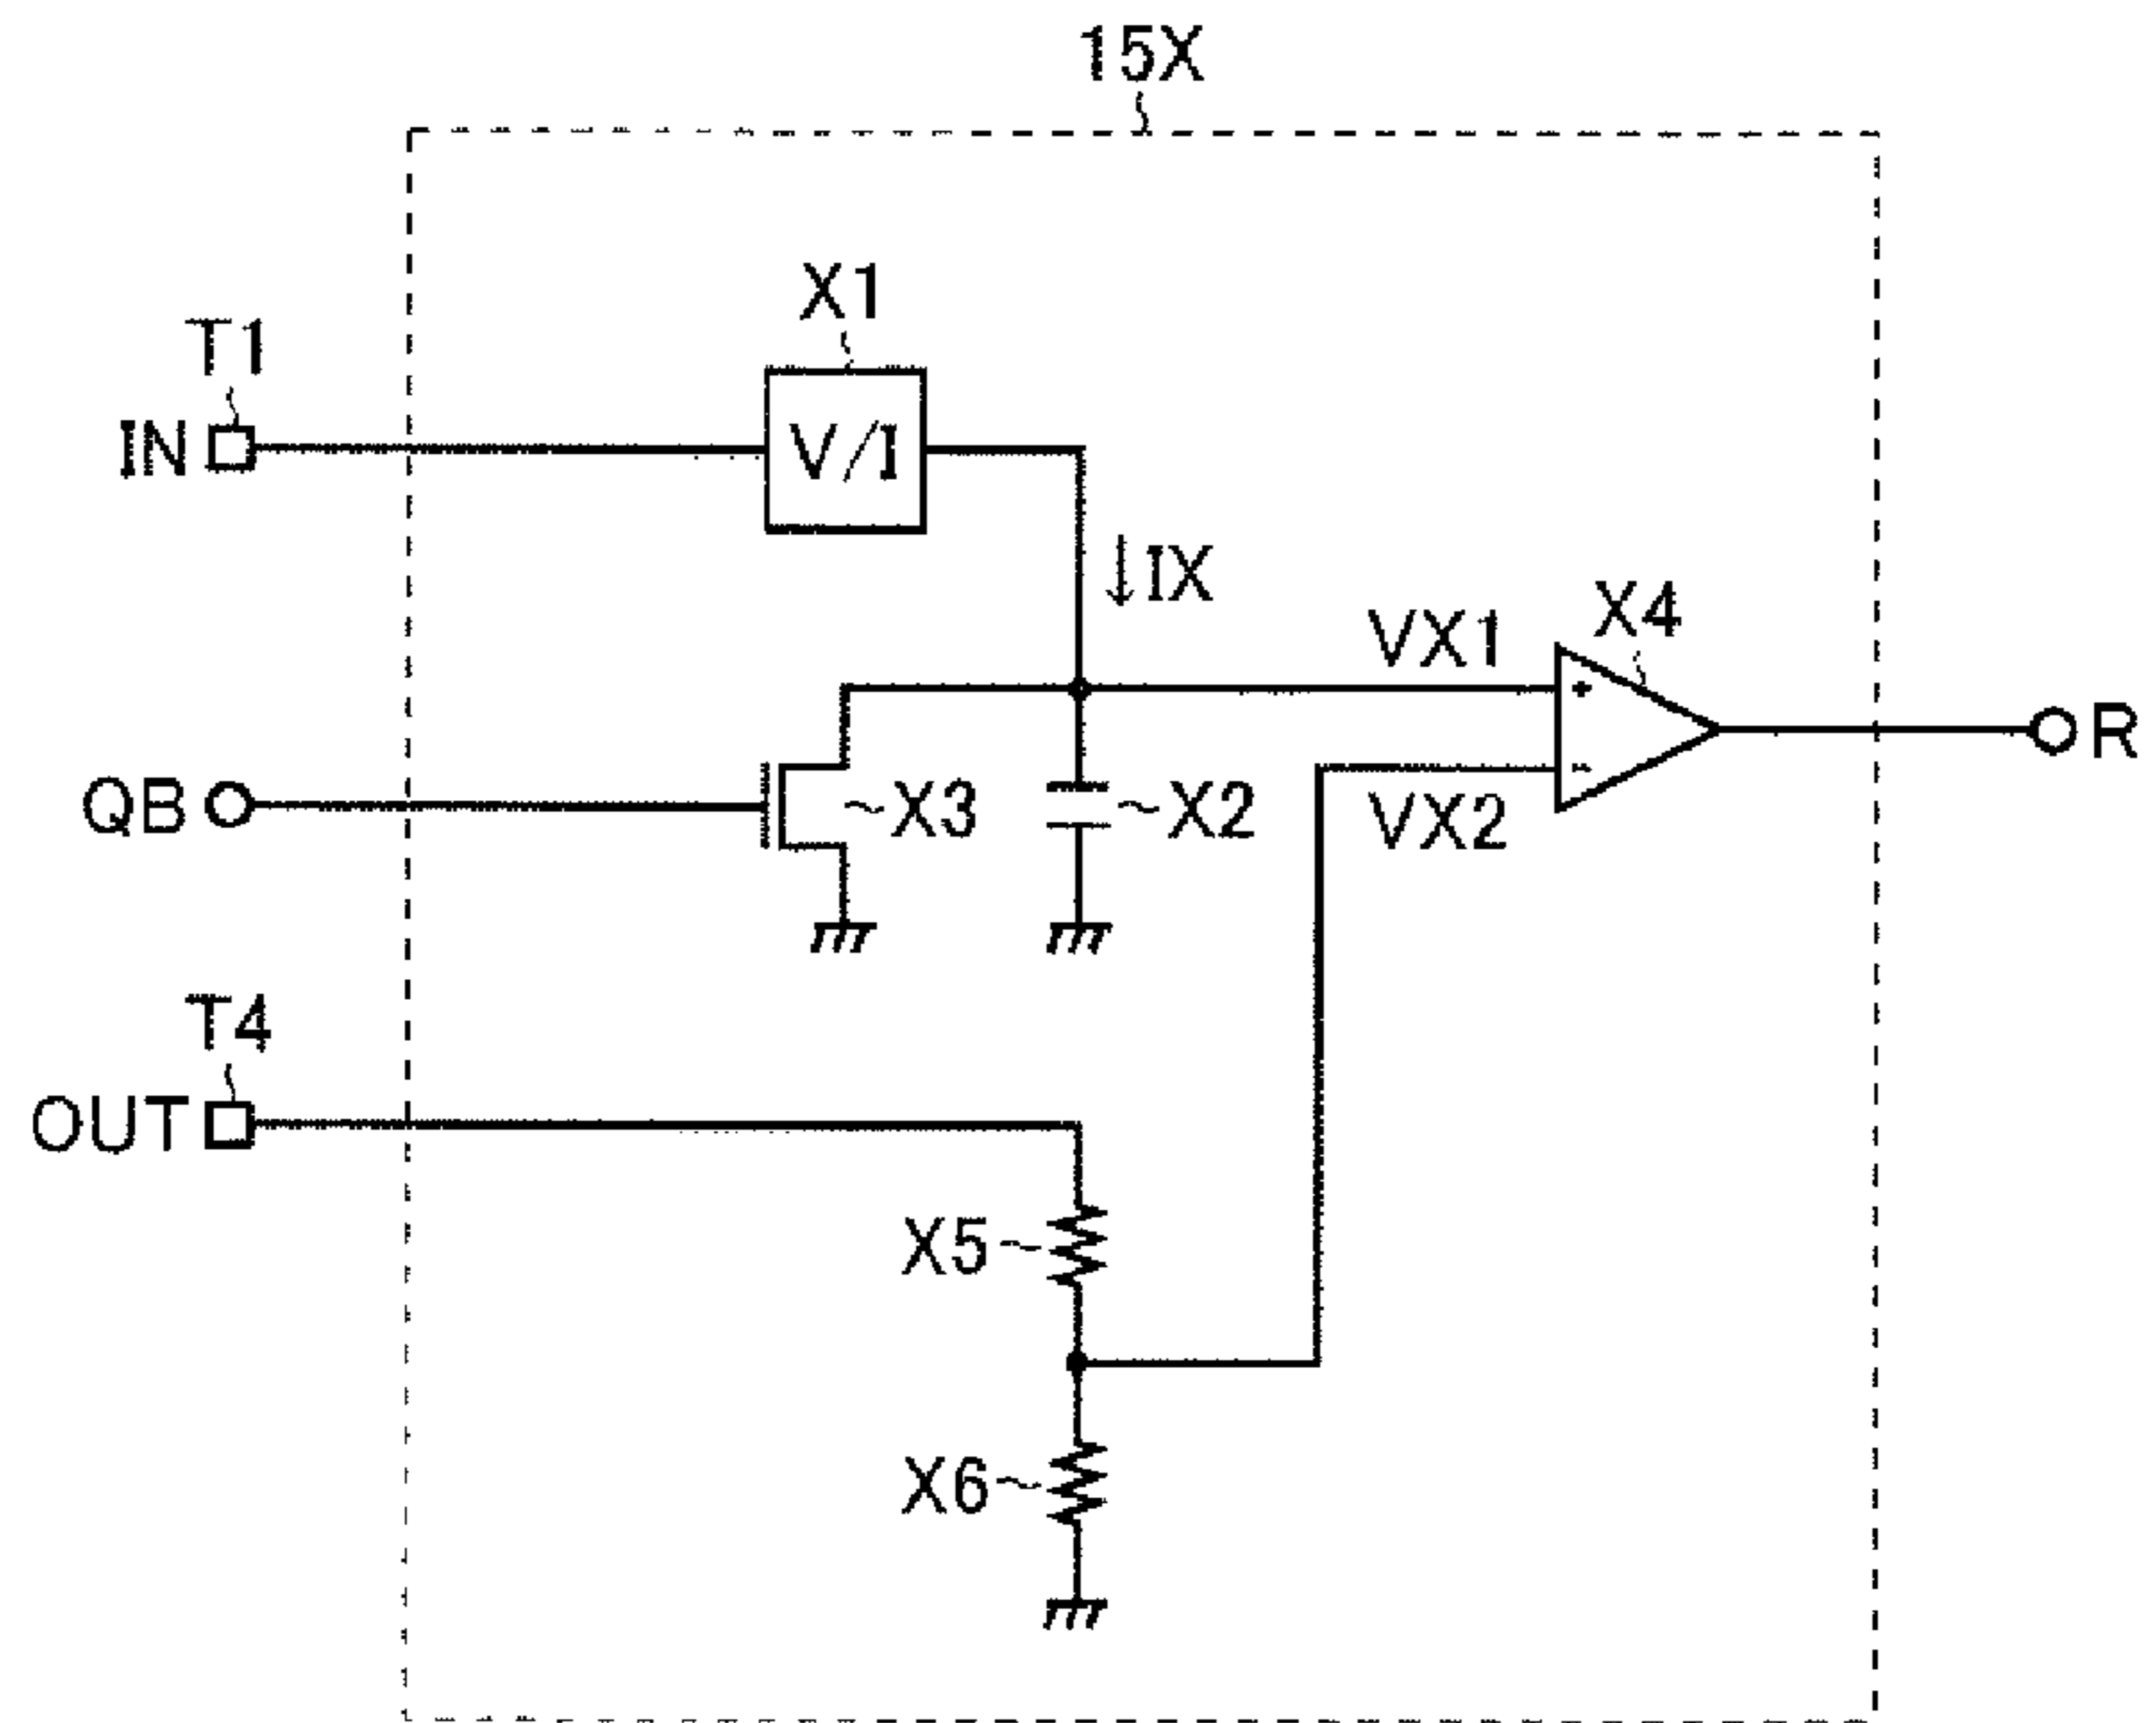 15X
X1
T1
IN
V/I
IX
VX1
X4
+
R
QB
X3
X2
-
VX2
T4
OUT
X5
X6